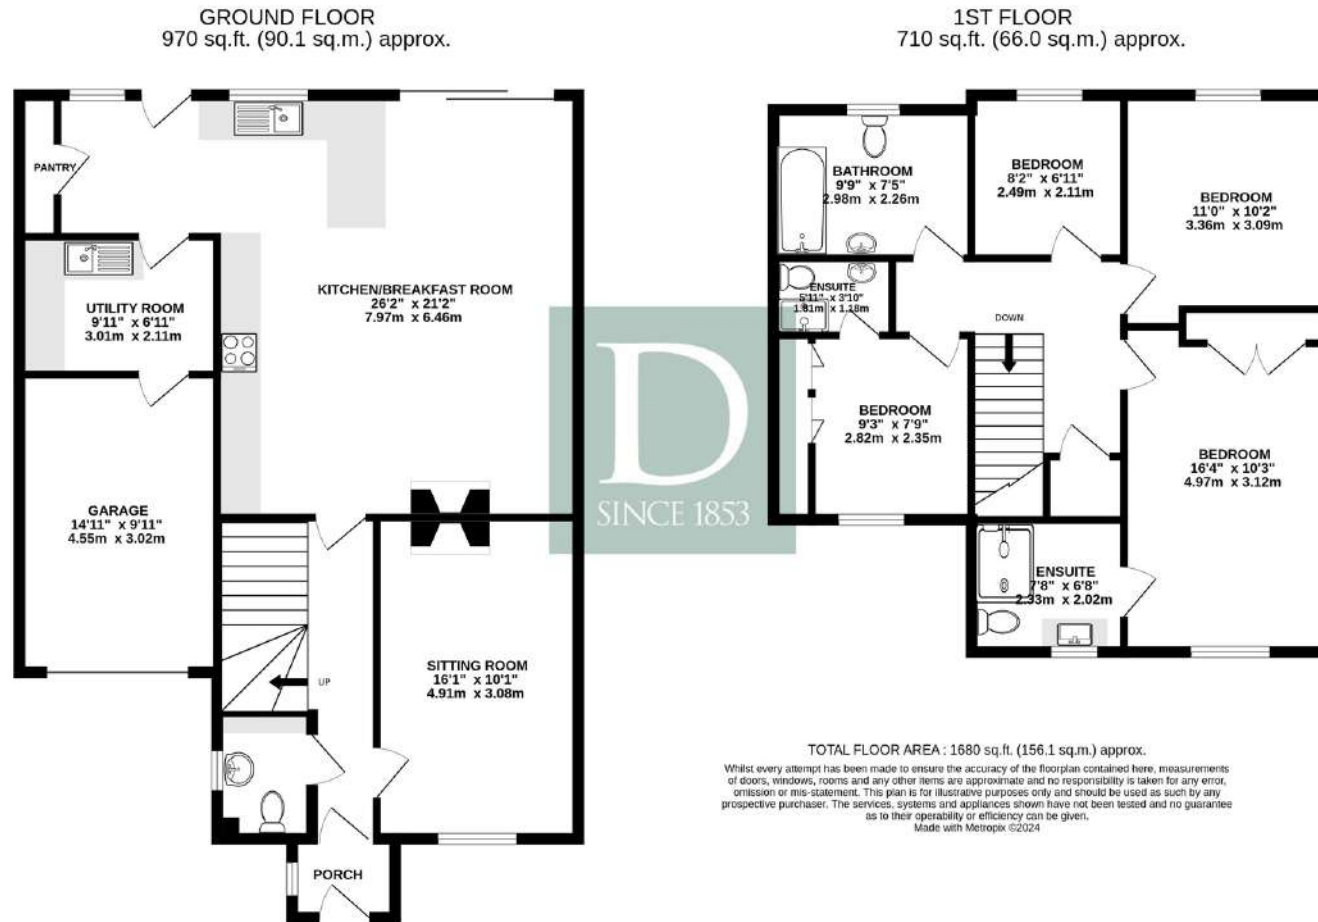 GROUND FLOOR
970 sq.ft. (90.1 sq.m.) approx.
PANTRY
UTILITY ROOM
9'11" x 6'11"
3.01m x 2.11m
KITCHEN/BREAKFAST ROOM
26'2" x 21'2"
7.97m x 6.46m
GARAGE
14'11" x 9'11"
4.55m x 3.02m
UP
SITTING ROOM
16'1" x 10'1"
4.91m x 3.08m
PORCH
D
SINCE 1853
1ST FLOOR
710 sq.ft. (66.0 sq.m.) approx.
BATHROOM
9'9" x 7'5"
2.98m x 2.26m
BEDROOM
8'2" x 6'11"
2.49m x 2.11m
BEDROOM
11'0" x 10'2"
3.36m x 3.09m
ENSUITE
5'11" x 3'10"
1.81m x 1.18m
DOWN
BEDROOM
9'3" x 7'9"
2.82m x 2.35m
BEDROOM
16'4" x 10'3"
4.97m x 3.12m
ENSUITE
7'8" x 6'8"
2.33m x 2.02m
TOTAL FLOOR AREA : 1680 sq.ft. (156.1 sq.m.) approx.
Whilst every attempt has been made to ensure the accuracy of the floorplan contained here, measurements
of doors, windows, rooms and any other items are approximate and no responsibility is taken for any error,
omission or mis-statement. This plan is for illustrative purposes only and should be used as such by any
prospective purchaser. The services, systems and appliances shown have not been tested and no guarantee
as to their operability or efficiency can be given.
Made with Metropix ©2024